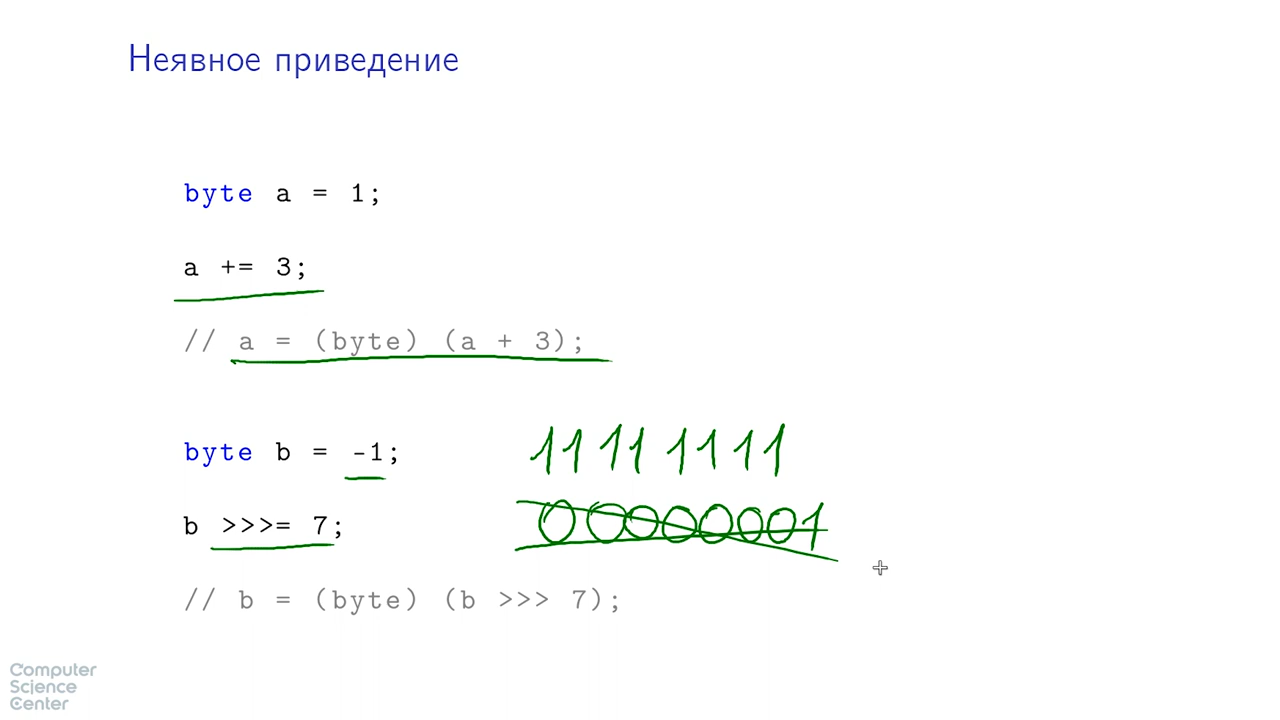 Неявное приведение
byte a = 1;
a += 3;
// a = (byte) (a + 3);
byte b = -1;
11111111
b >>>= 7;
00000001
// b = (byte) (b >>> 7);
Computer
Science
Center